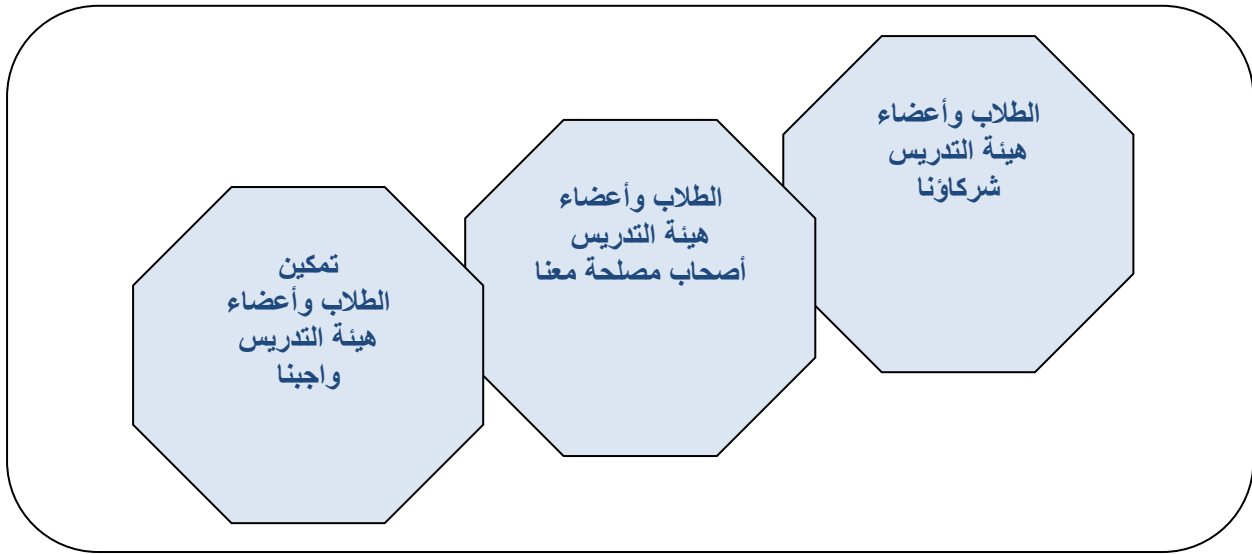 الطلاب وأعضاء
هيئة التدريس
شركاؤنا
الطلاب وأعضاء
هيئة التدريس
أصحاب مصلحة معنا
تمكين
الطلاب وأعضاء
هيئة التدريس
واجبنا